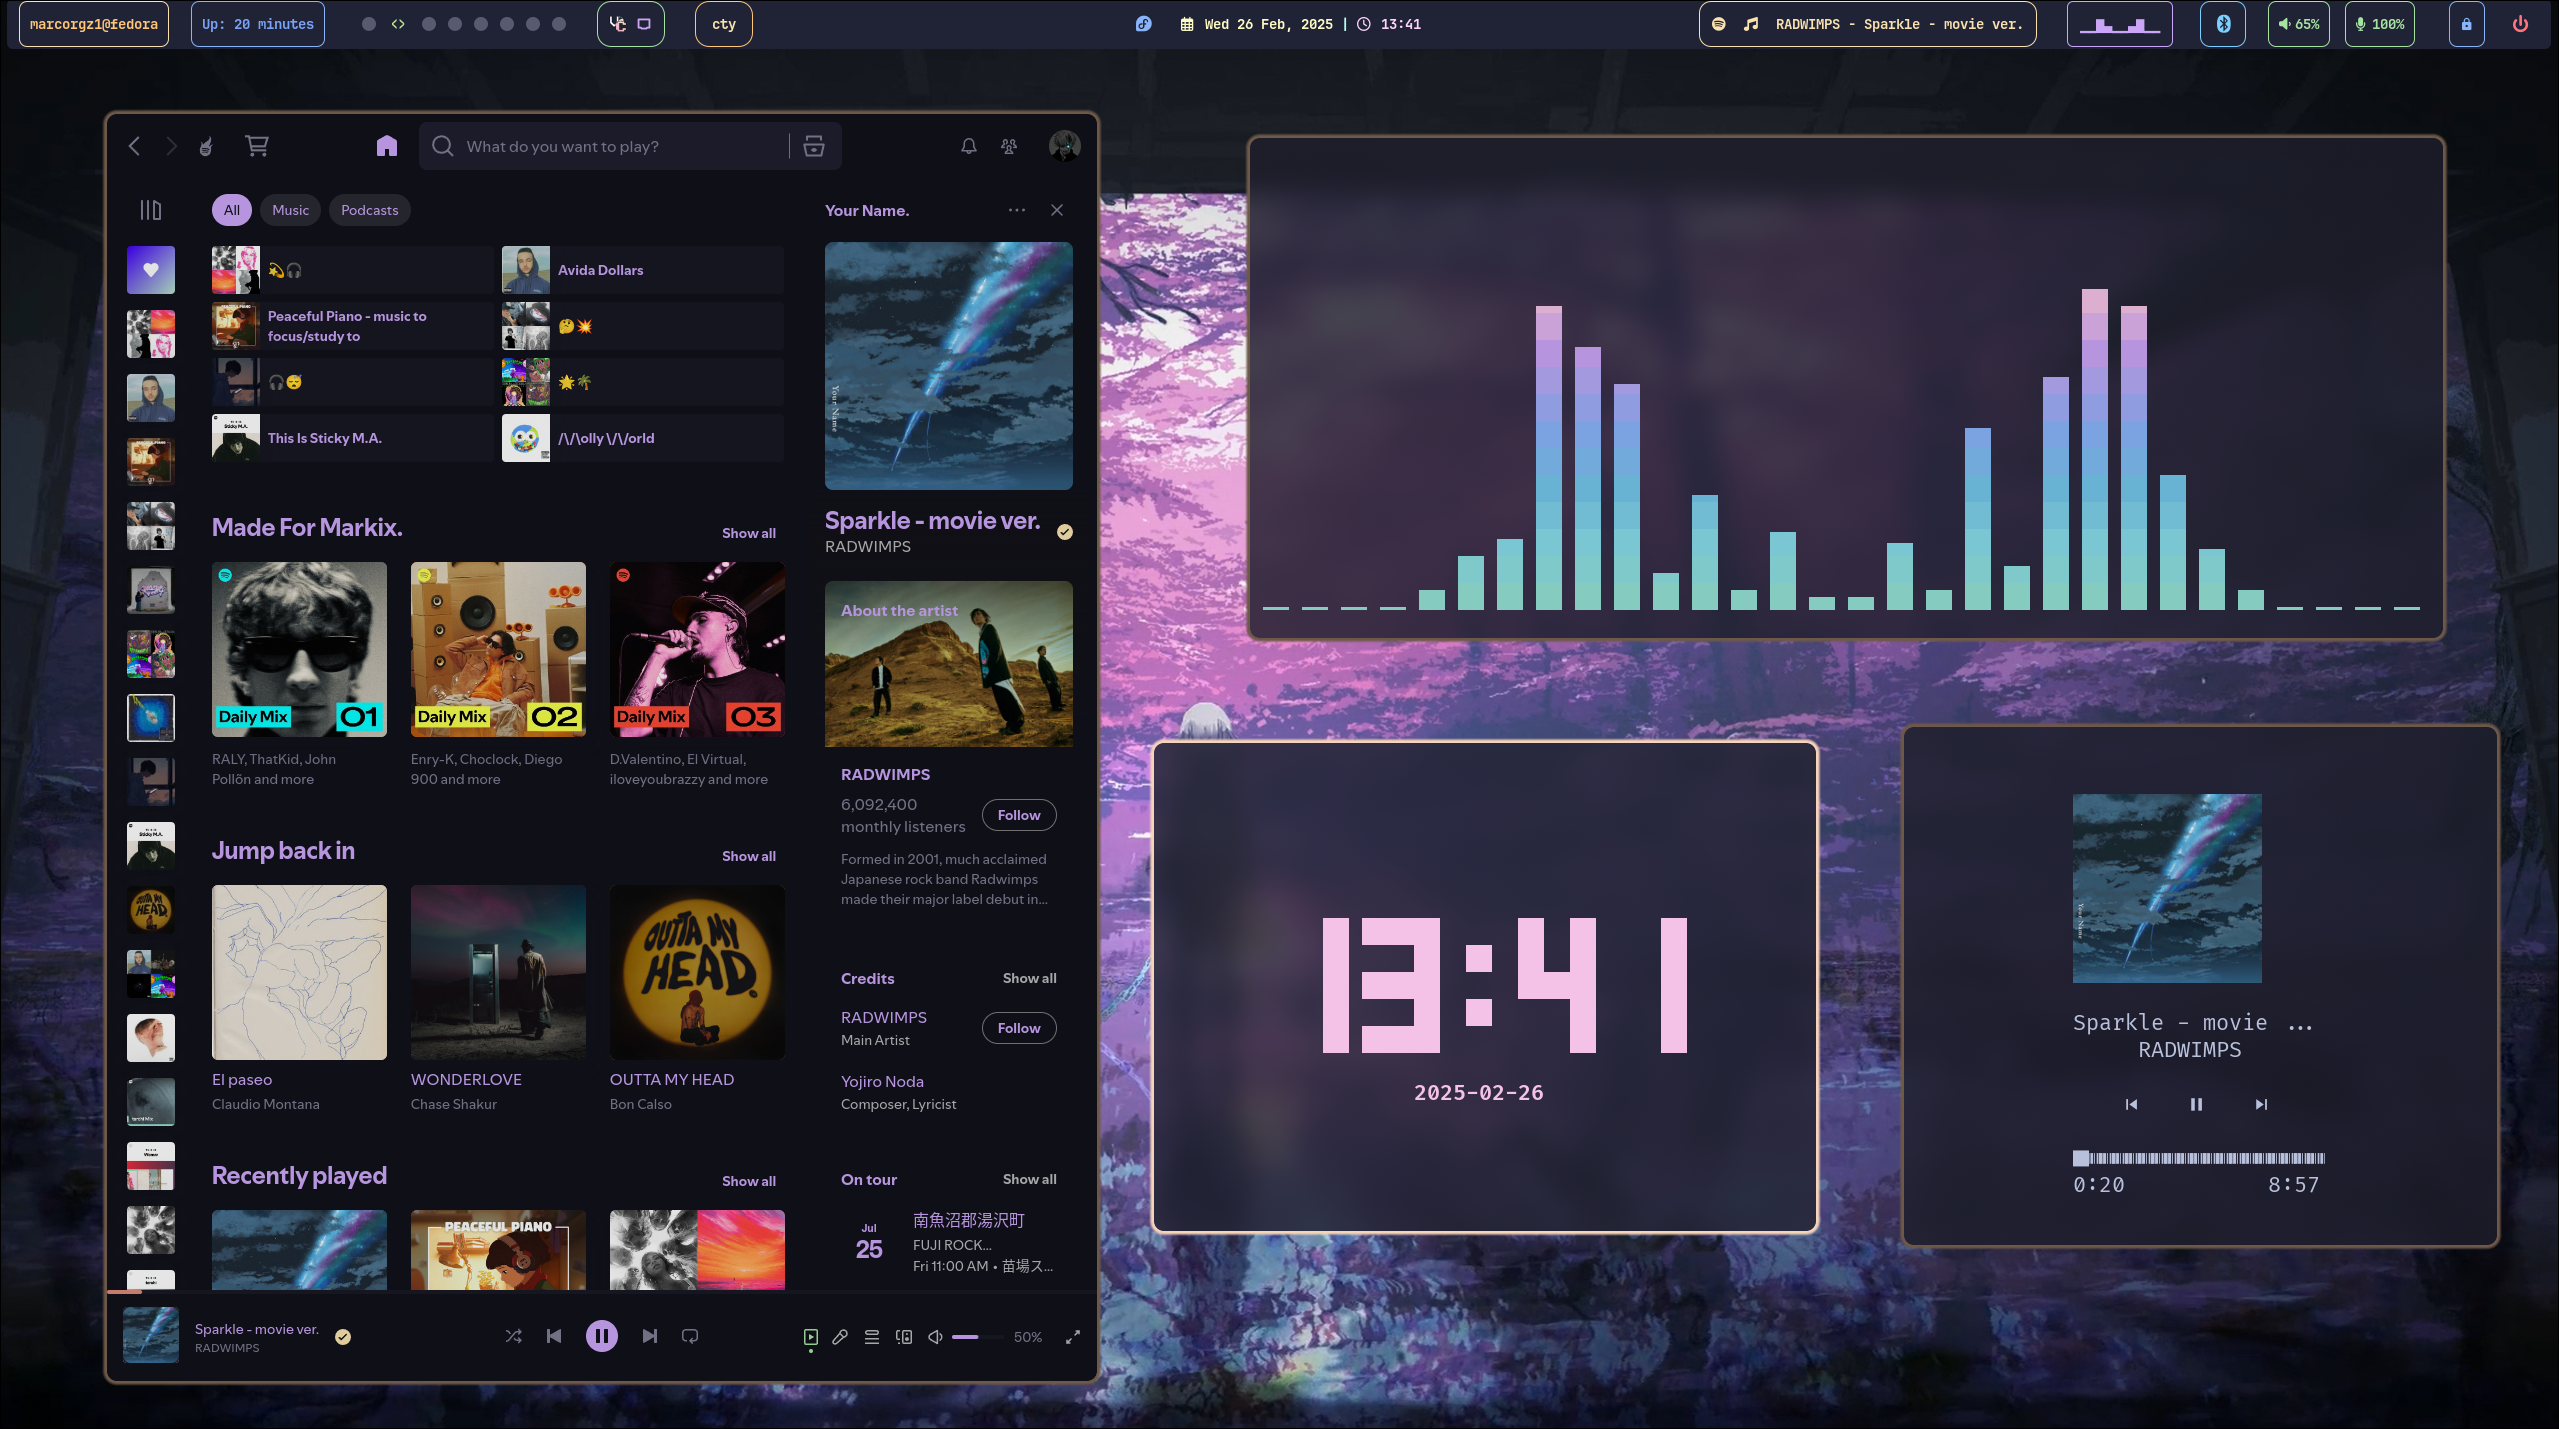 marcorgz1@fedora
Up: 20 minutes
cty
Wed 26 Feb, 2025 | 13:41
RADWIMPS - Sparkle - movie ver.
65%
100%
What do you want to play?
All
Music
Podcasts
💫🎧
Avida Dollars
Peaceful Piano - music to
focus/study to
🤔💥
🎧😴
🌟🌴
This Is Sticky M.A.
/\/\olly \/\/orld
Made For Markix.
Show all
Daily Mix 01
Daily Mix 02
Daily Mix 03
RALY, ThatKid, John
Pollõn and more
Enry-K, Choclock, Diego
900 and more
D.Valentino, El Virtual,
iloveyoubrazzy and more
Jump back in
Show all
OUTTA MY
HEAD.
El paseo
Claudio Montana
WONDERLOVE
Chase Shakur
OUTTA MY HEAD
Bon Calso
Recently played
Show all
PEACEFUL PIANO
Your Name.
Your Name
Sparkle - movie ver.
RADWIMPS
About the artist
RADWIMPS
6,092,400
monthly listeners
Follow
Formed in 2001, much acclaimed
Japanese rock band Radwimps
made their major label debut in...
Credits
Show all
RADWIMPS
Main Artist
Follow
Yojiro Noda
Composer, Lyricist
On tour
Show all
Jul
25
南魚沼郡湯沢町
FUJI ROCK...
Fri 11:00 AM • 苗場ス...
Sparkle - movie ver.
RADWIMPS
50%
13:41
2025-02-26
Your Name
Sparkle - movie ...
RADWIMPS
0:20
8:57